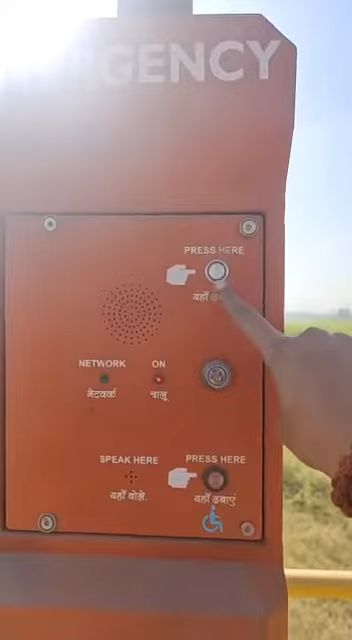 GENCY
PRESS HERE
यहाँ
NETWORK ON
नेटवर्क चालू
SPEAK HERE PRESS HERE
यहाँ बोले. यहाँ दबाएं